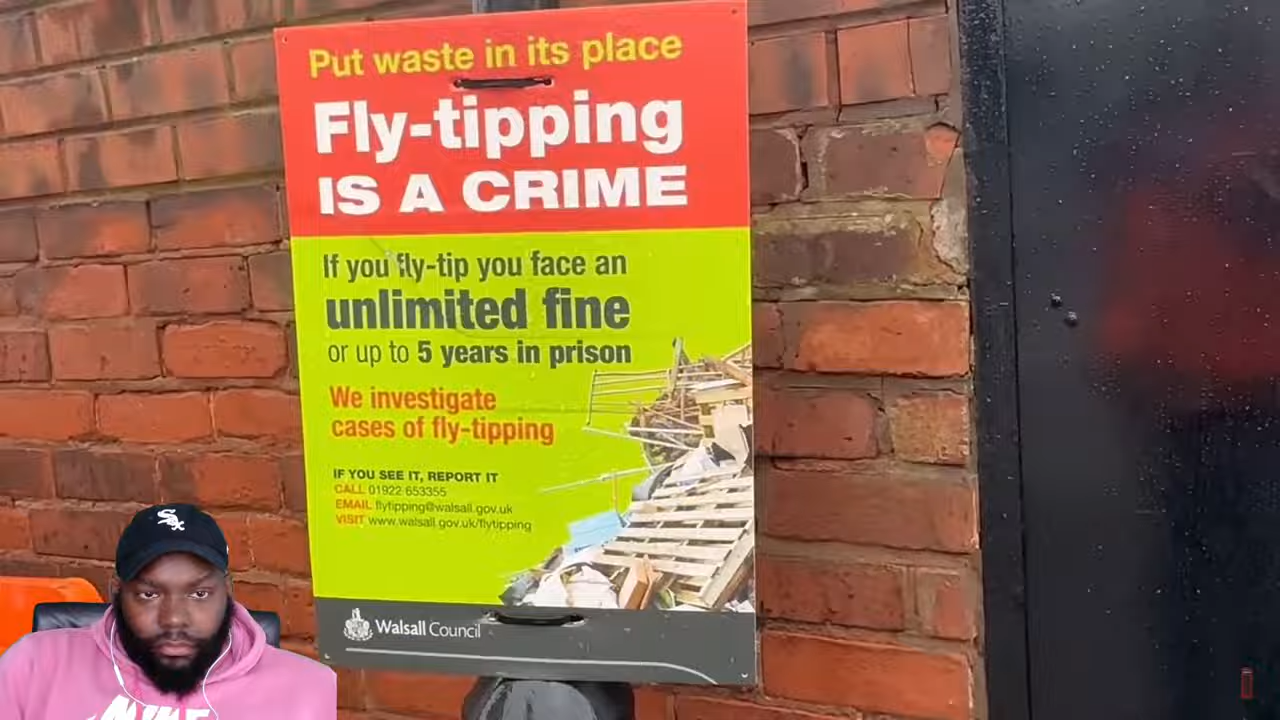 Put waste in its place
Fly-tipping
IS A CRIME
If you fly-tip you face an
unlimited fine
or up to 5 years in prison
We investigate
cases of fly-tipping
IF YOU SEE IT, REPORT IT
CALL 01922 653355
EMAIL flytipping@walsall.gov.uk
VISIT www.walsall.gov.uk/flytipping
Walsall Council
Sox